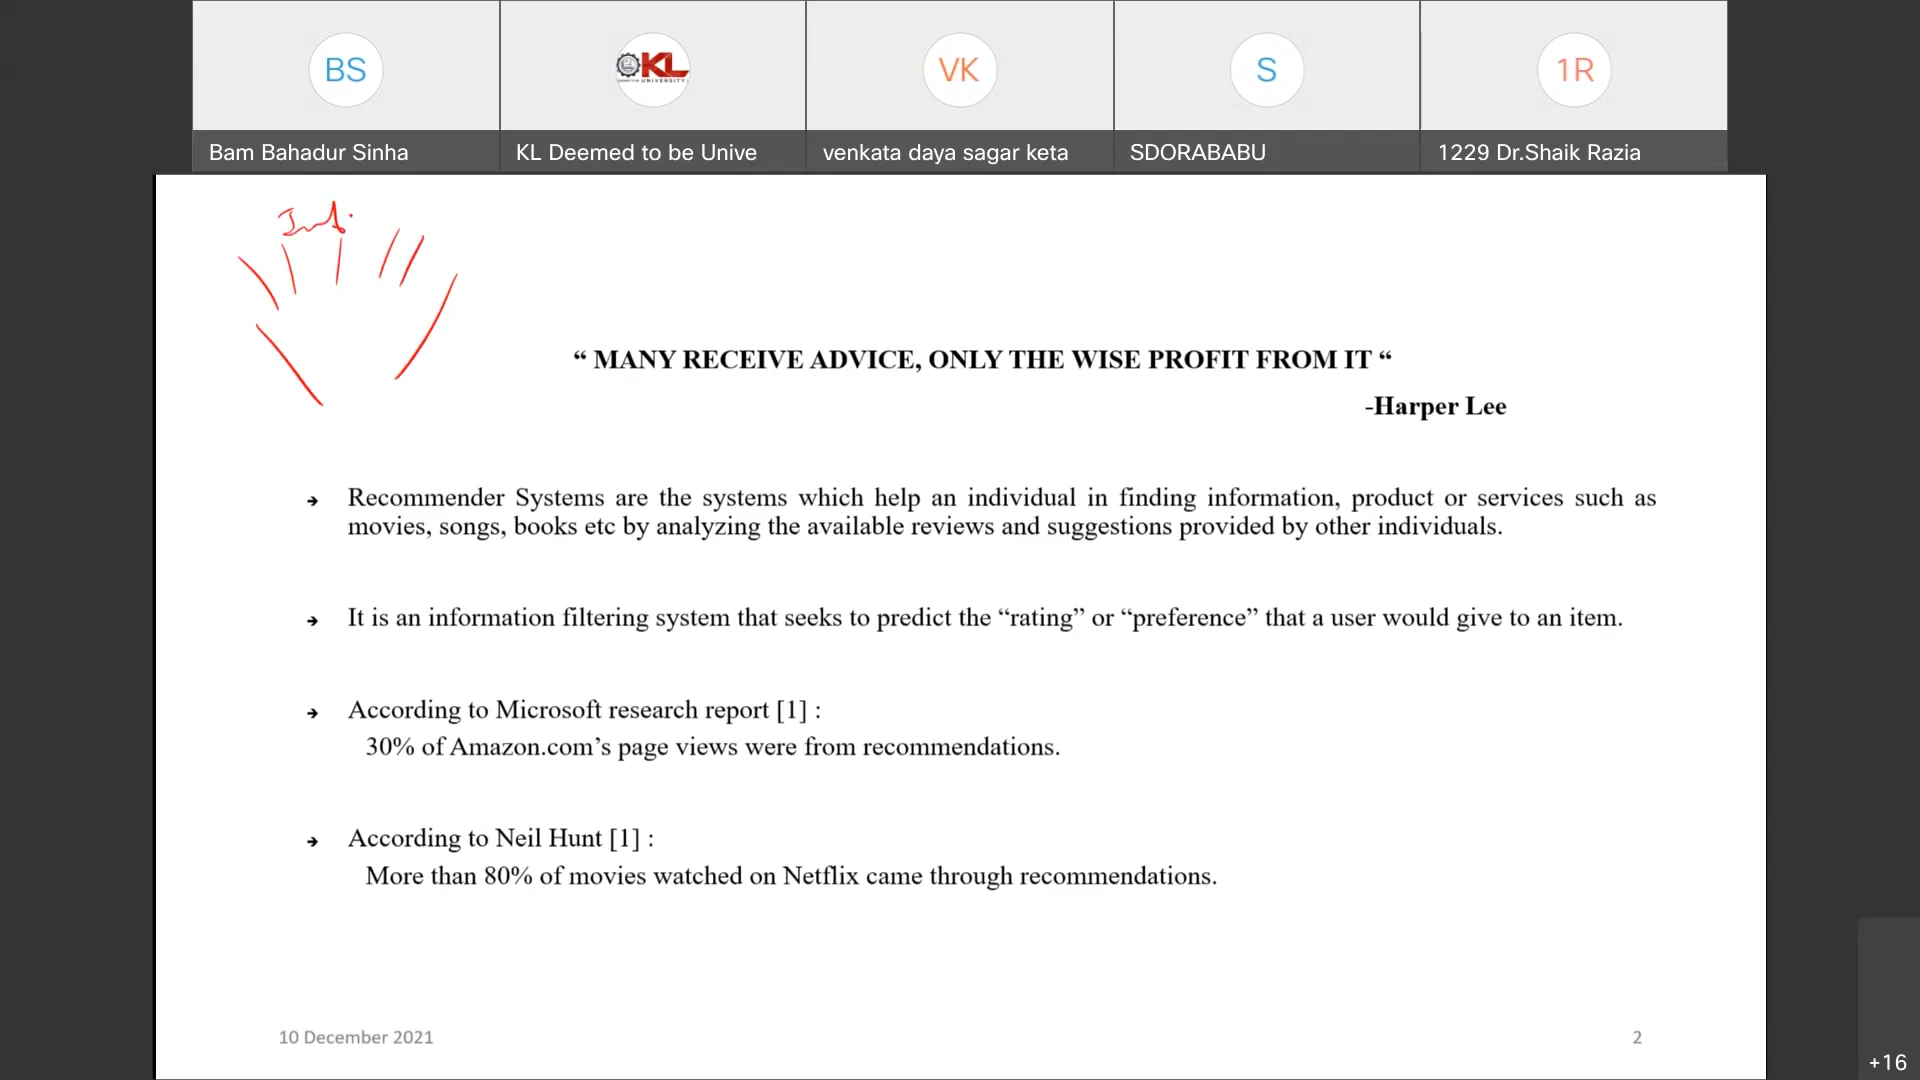 BS
KL
UNIVERSITY
VK
S
1R
Bam Bahadur Sinha
KL Deemed to be Unive
venkata daya sagar keta
SDORABABU
1229 Dr.Shaik Razia
“ MANY RECEIVE ADVICE, ONLY THE WISE PROFIT FROM IT “
-Harper Lee
➔ Recommender Systems are the systems which help an individual in finding information, product or services such as
movies, songs, books etc by analyzing the available reviews and suggestions provided by other individuals.
➔ It is an information filtering system that seeks to predict the “rating” or “preference” that a user would give to an item.
➔ According to Microsoft research report [1] :
30% of Amazon.com’s page views were from recommendations.
➔ According to Neil Hunt [1] :
More than 80% of movies watched on Netflix came through recommendations.
10 December 2021
2
+16